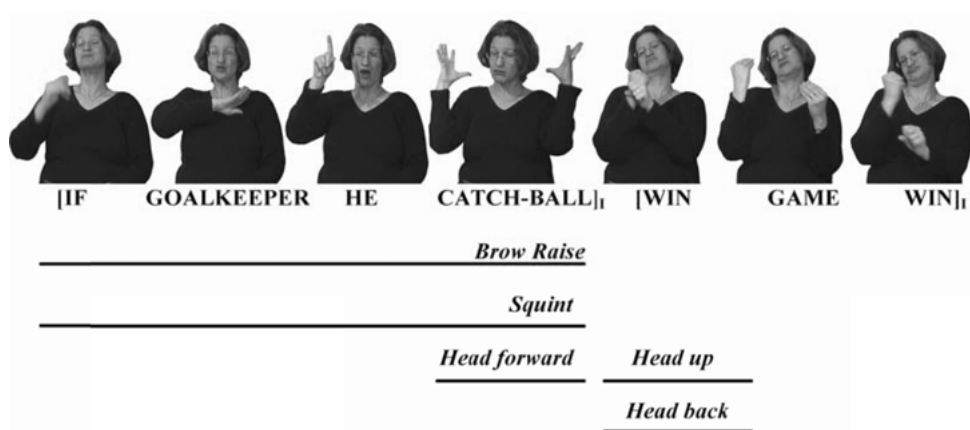 [IF GOALKEEPER HE CATCH-BALL]I [WIN GAME WIN]I
Brow Raise
Squint
Head forward Head up
Head back